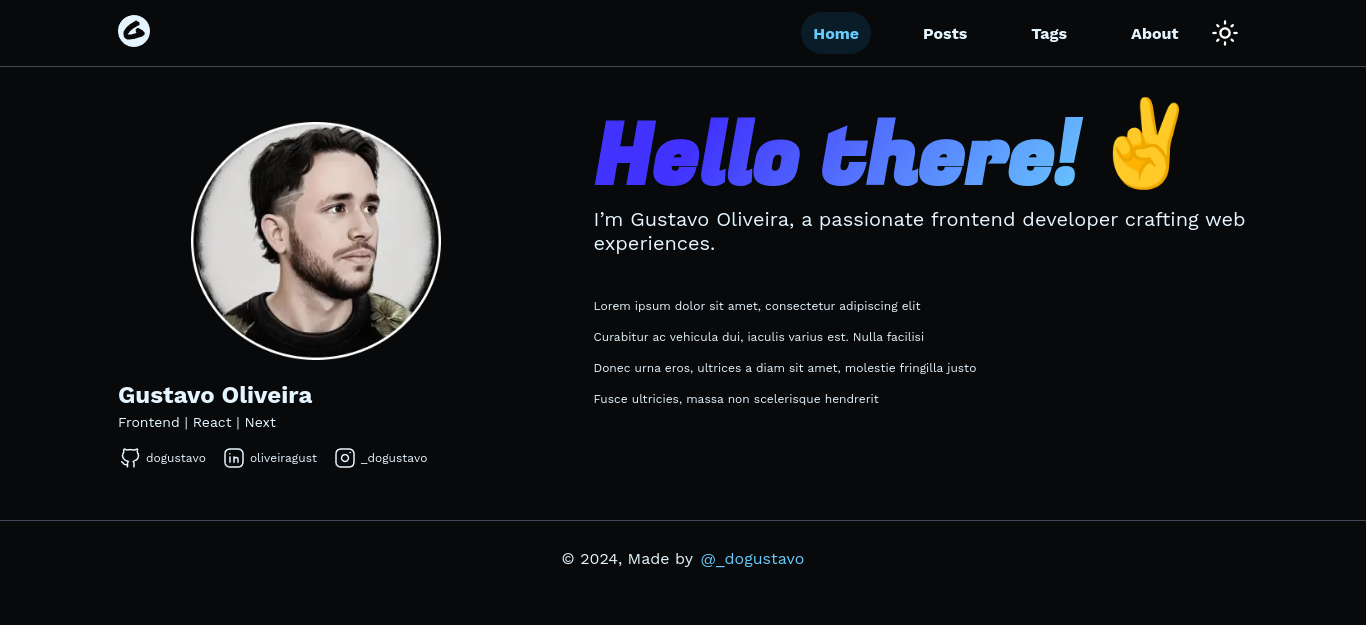 Home Posts Tags About
Hello there! ✌
I’m Gustavo Oliveira, a passionate frontend developer crafting web
experiences.
Lorem ipsum dolor sit amet, consectetur adipiscing elit
Curabitur ac vehicula dui, iaculis varius est. Nulla facilisi
Donec urna eros, ultrices a diam sit amet, molestie fringilla justo
Fusce ultricies, massa non scelerisque hendrerit
Gustavo Oliveira
Frontend | React | Next
dogustavo oliveiragust _dogustavo
© 2024, Made by @_dogustavo